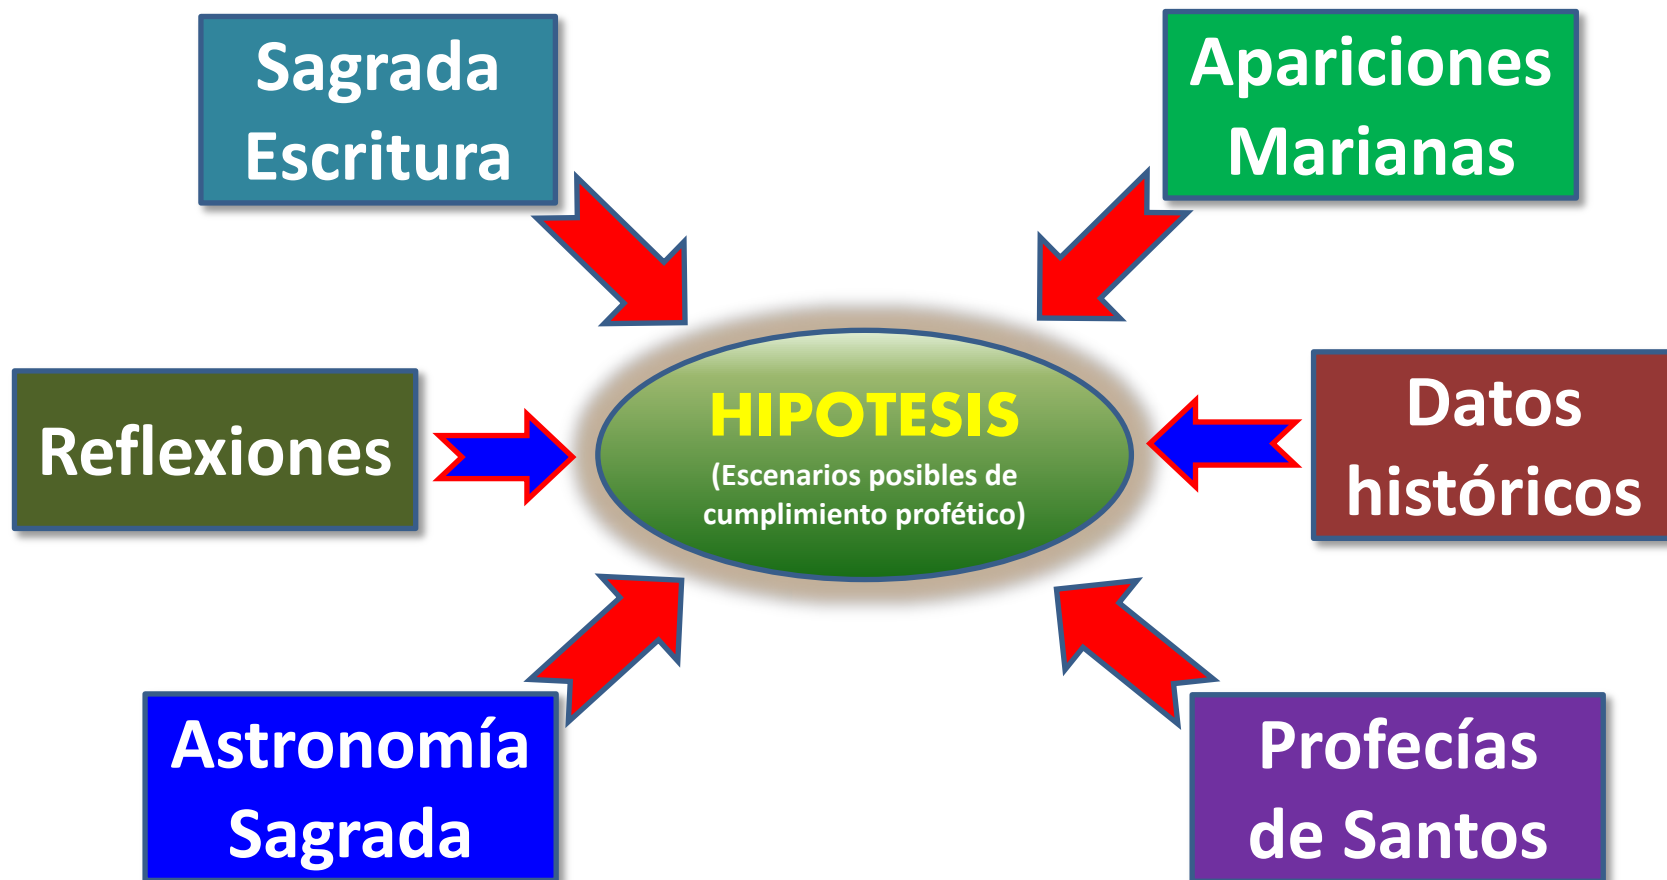 Sagrada
Escritura
Apariciones
Marianas
Reflexiones
HIPOTESIS
(Escenarios posibles de
cumplimiento profético)
Datos
históricos
Astronomía
Sagrada
Profecías
de Santos